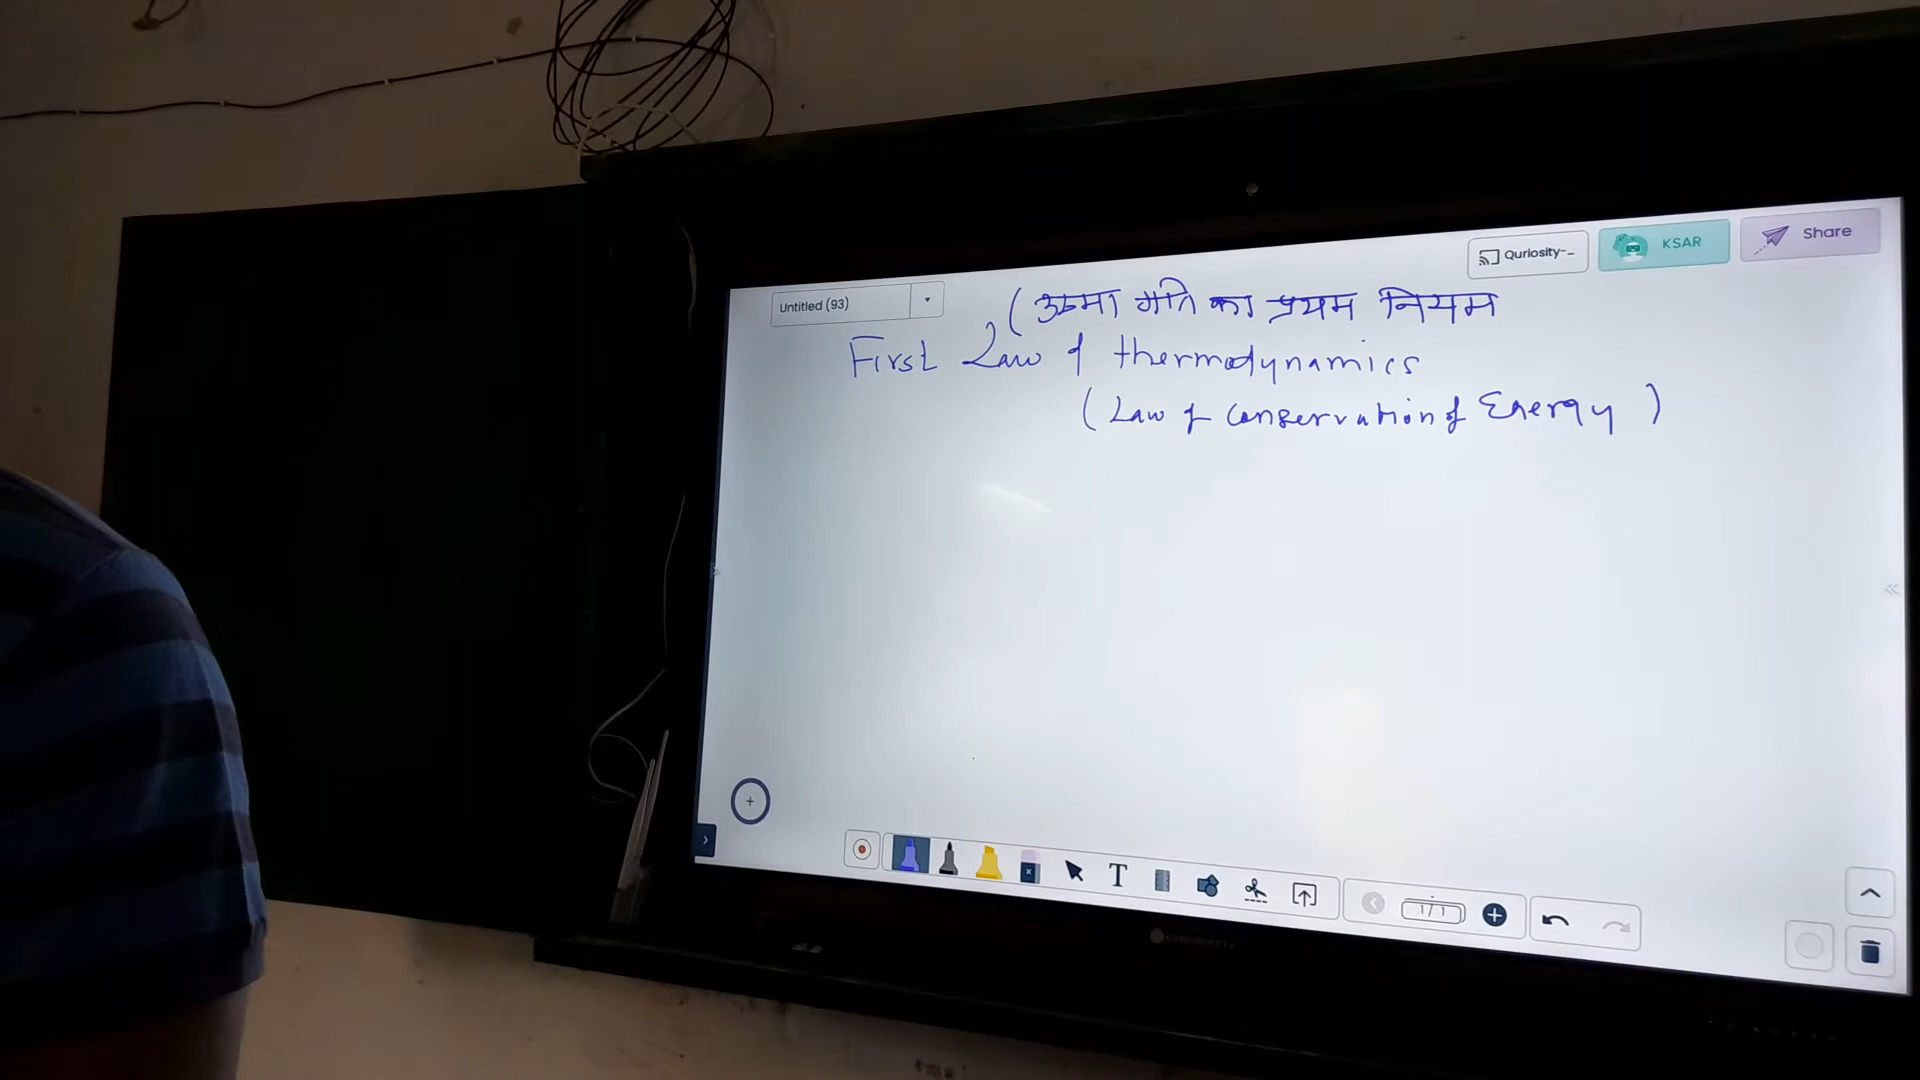 Quriosity-_
KSAR
Share
Untitled (93)
(उष्मा गति का प्रथम नियम
First Law of thermodynamics
(Law of conservation of Energy)
T
1 / 1